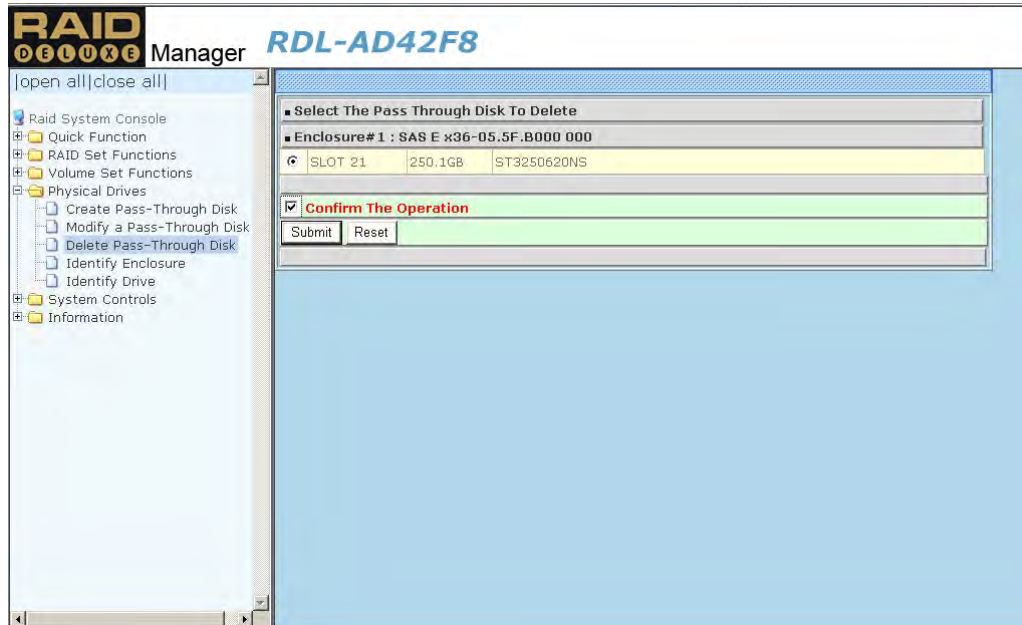 RAID
DELUXE Manager
RDL-AD42F8
|open all|close all|
Raid System Console
Quick Function
RAID Set Functions
Volume Set Functions
Physical Drives
Create Pass-Through Disk
Modify a Pass-Through Disk
Delete Pass-Through Disk
Identify Enclosure
Identify Drive
System Controls
Information
Select The Pass Through Disk To Delete
Enclosure#1 : SAS E x36-05.5F.B000 000
SLOT 21 250.1GB ST3250620NS
Confirm The Operation
Submit Reset